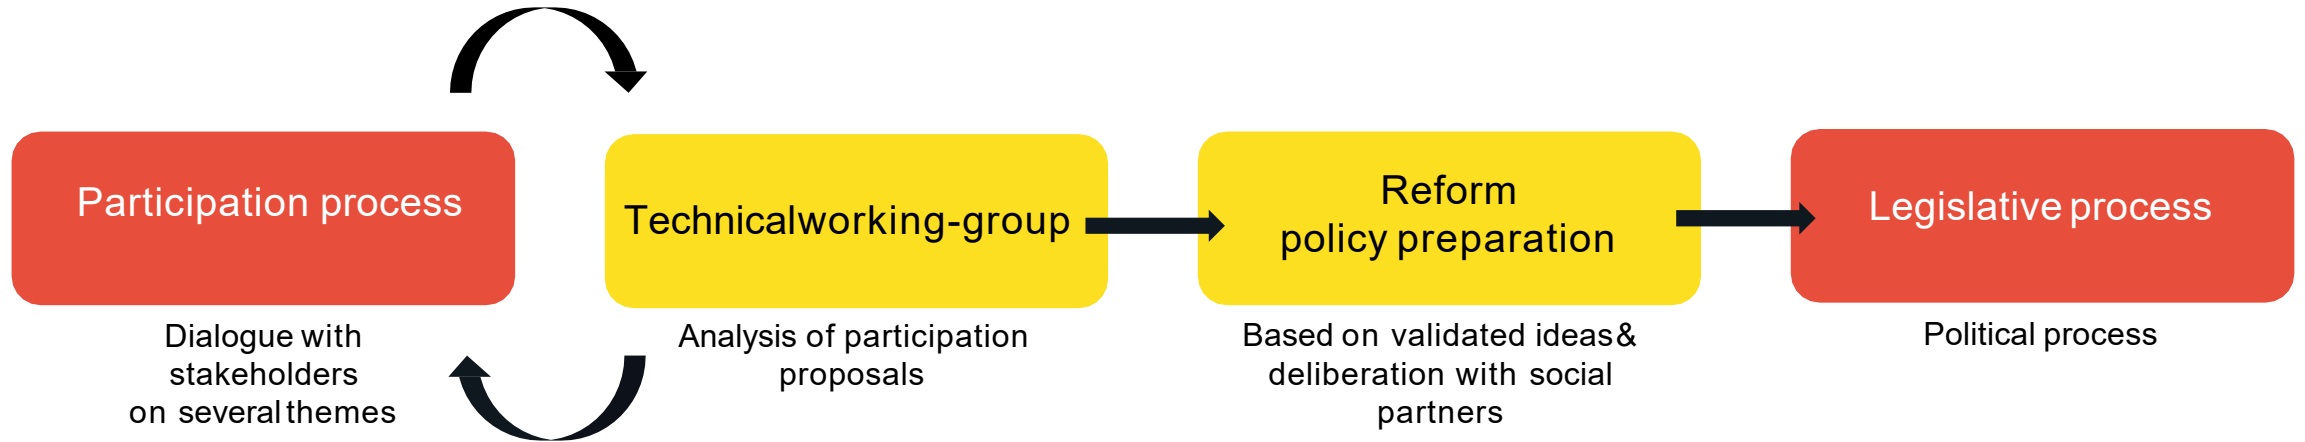 Participation process
Dialogue with
stakeholders
on several themes
Technicalworking-group
Analysis of participation
proposals
Reform
policy preparation
Based on validated ideas&
deliberation with social
partners
Legislative process
Political process